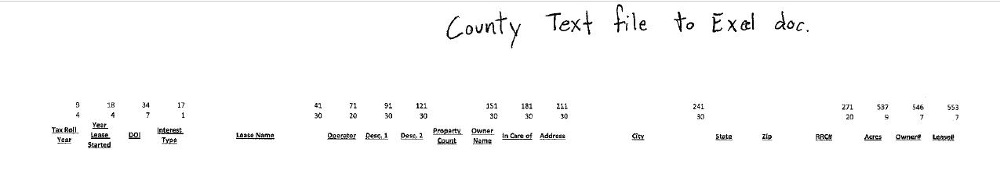 County Text file to Excel doc.
9 18 34 17 41 71 91 121 151 181 211 241 271 537 546 553
4 4 7 1 30 20 30 30 30 30 30 30 20 9 7 7
Tax Roll Year Year Lease Started DOI Interest Type Lease Name Operator Desc. 1 Desc. 2 Property Count Owner Name In Care of Address City State Zip RRC# Acres Owner# Lease#